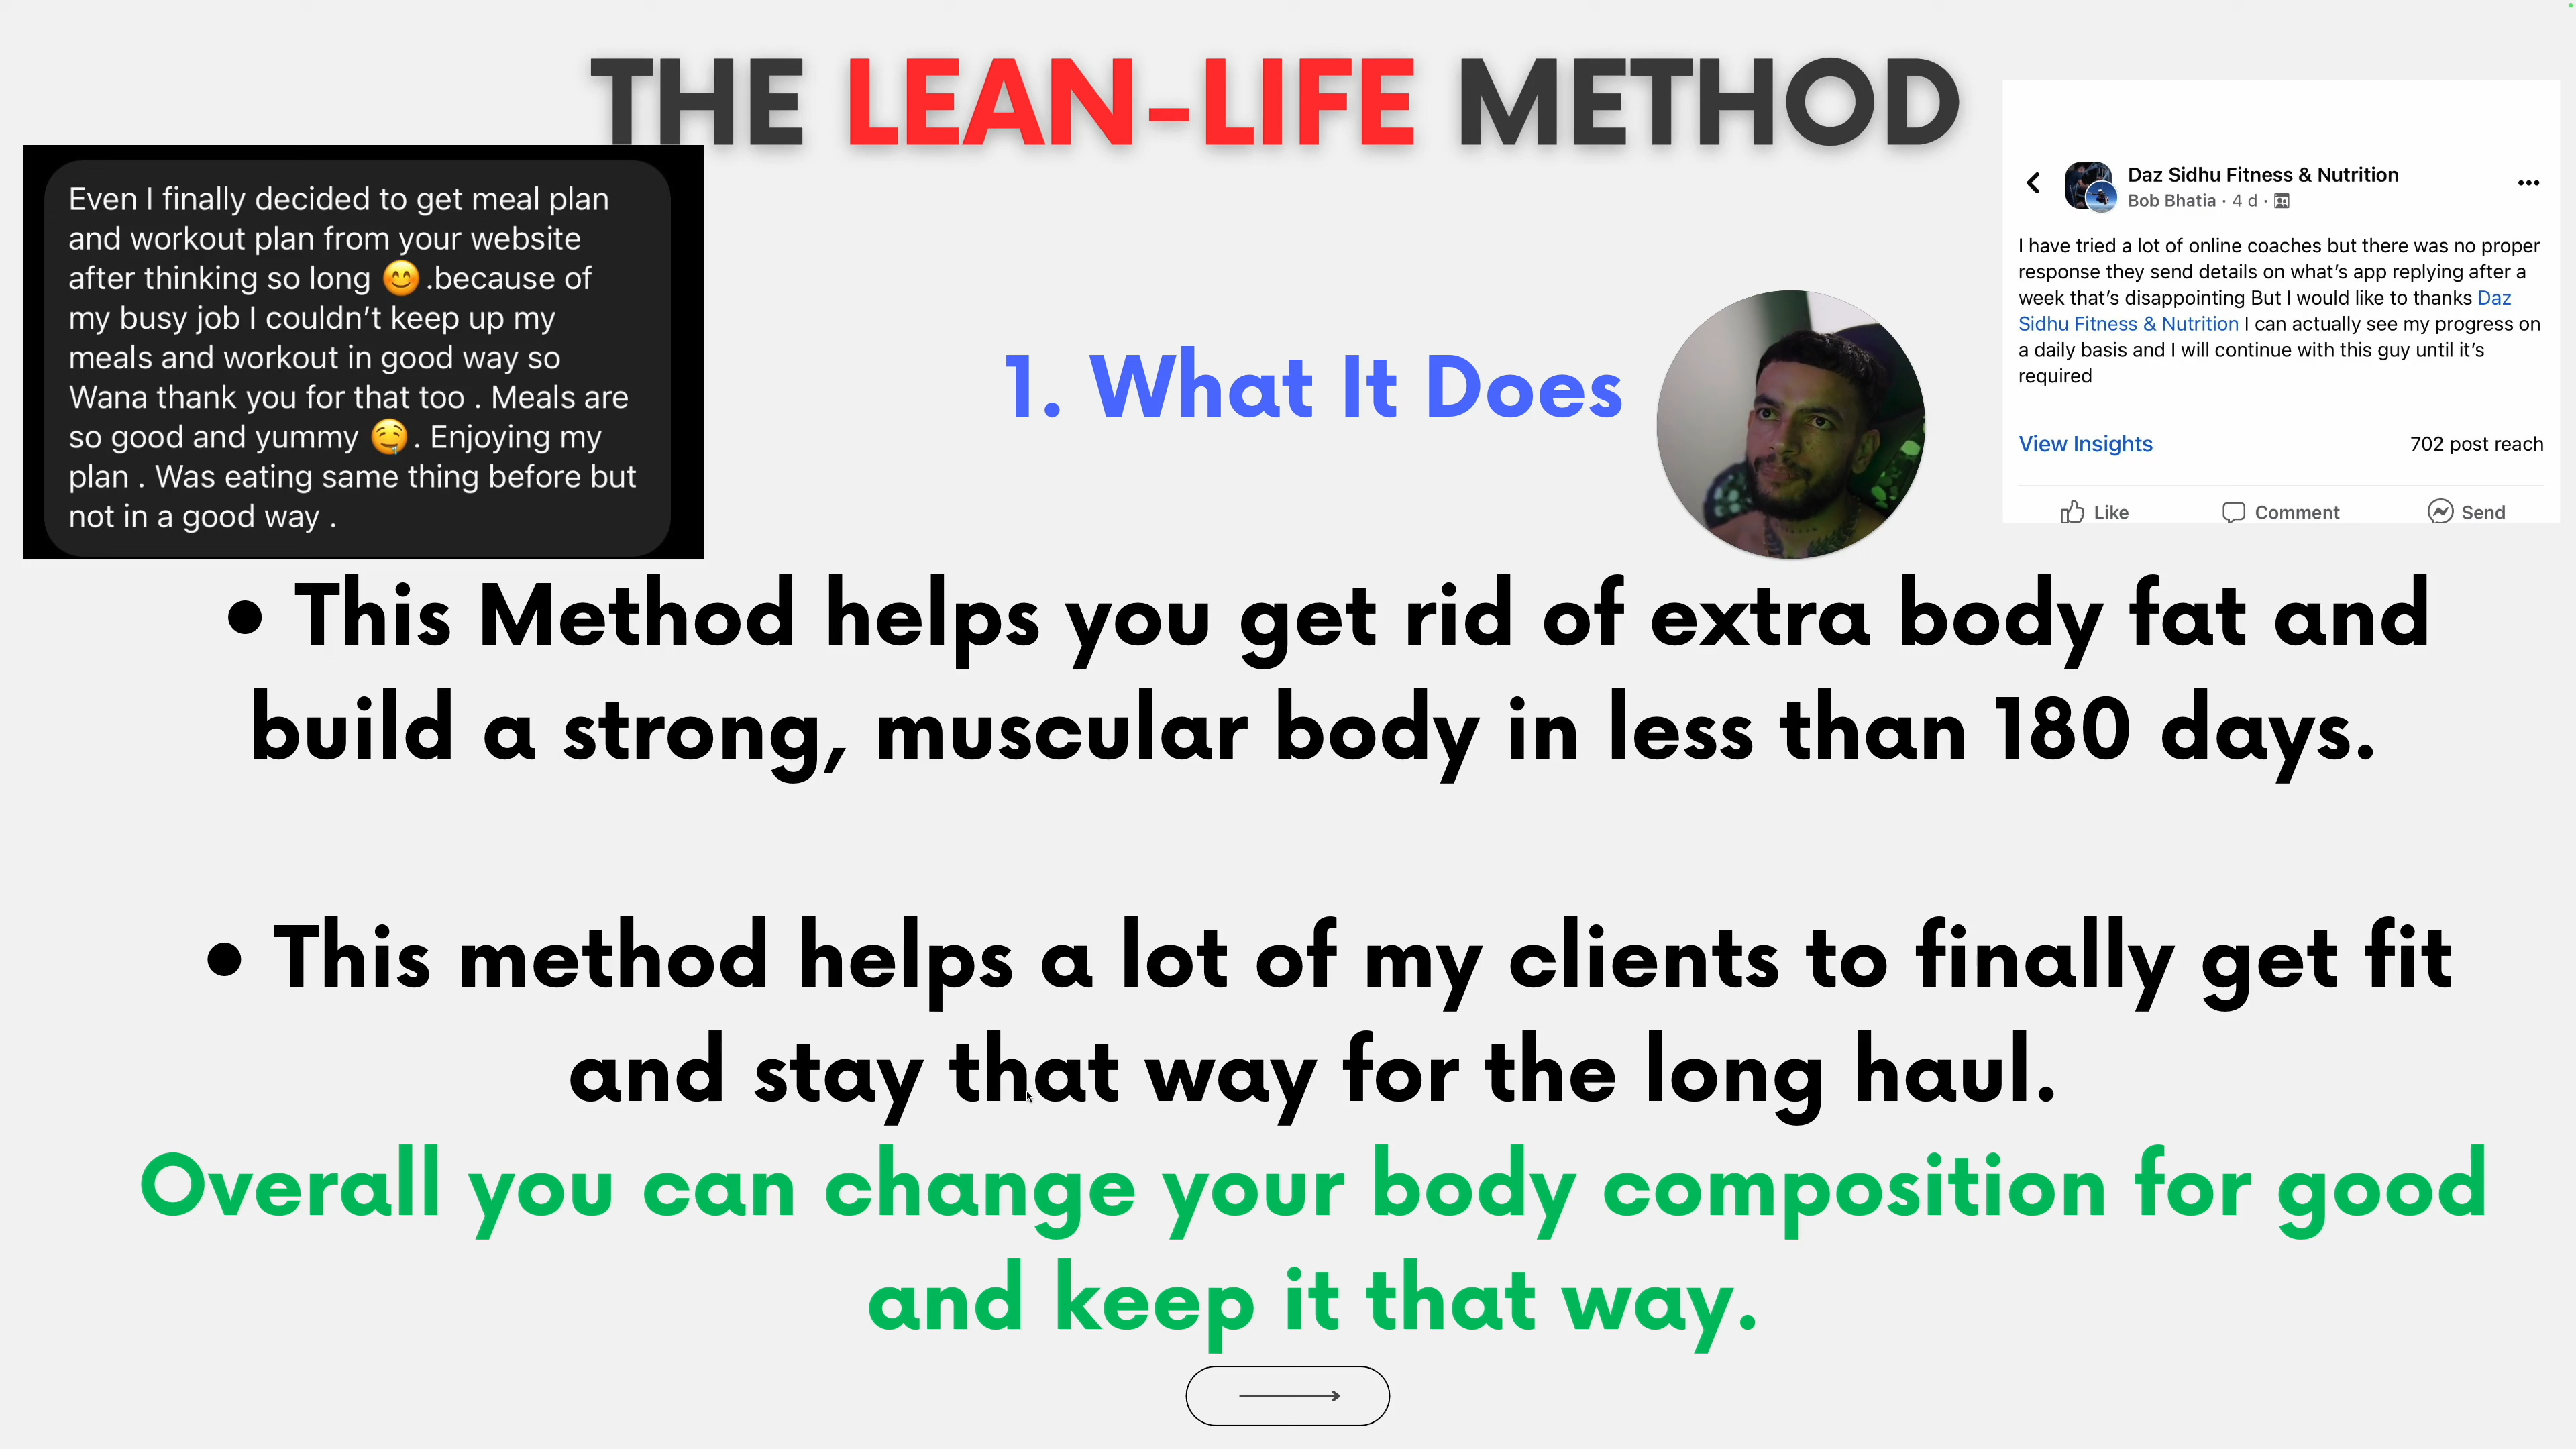 THE LEAN-LIFE METHOD
Even I finally decided to get meal plan
and workout plan from your website
after thinking so long 😊.because of
my busy job I couldn't keep up my
meals and workout in good way so
Wana thank you for that too . Meals are
so good and yummy 🤤. Enjoying my
plan . Was eating same thing before but
not in a good way .
1. What It Does
Daz Sidhu Fitness & Nutrition
Bob Bhatia · 4 d ·
I have tried a lot of online coaches but there was no proper
response they send details on what's app replying after a
week that's disappointing But I would like to thanks Daz
Sidhu Fitness & Nutrition I can actually see my progress on
a daily basis and I will continue with this guy until it's
required
View Insights 702 post reach
Like Comment Send
• This Method helps you get rid of extra body fat and
build a strong, muscular body in less than 180 days.
• This method helps a lot of my clients to finally get fit
and stay that way for the long haul.
Overall you can change your body composition for good
and keep it that way.